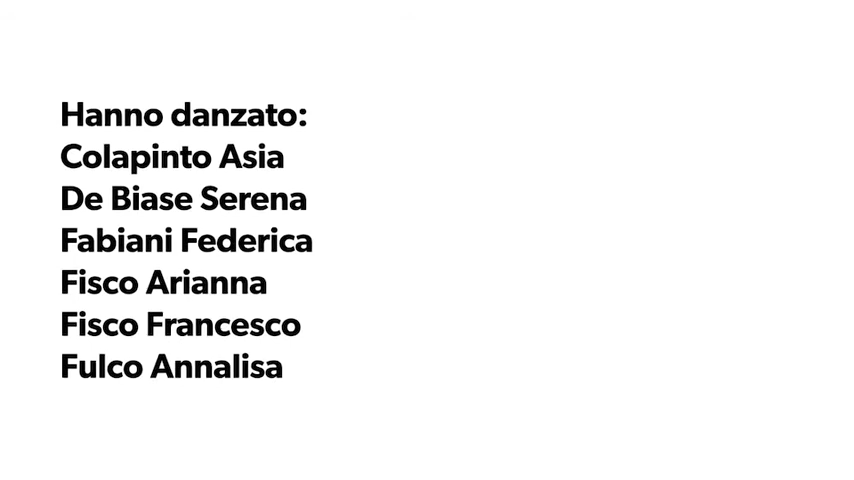 Hanno danzato:
Colapinto Asia
De Biase Serena
Fabiani Federica
Fisco Arianna
Fisco Francesco
Fulco Annalisa